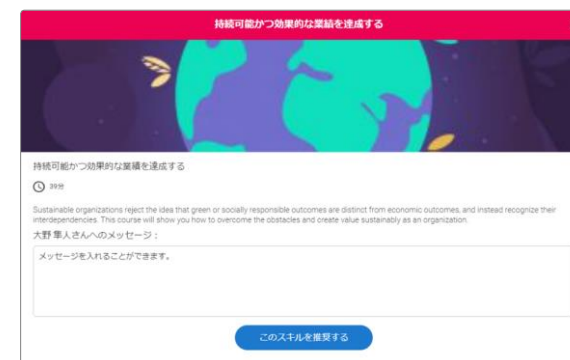 持続可能かつ効果的な業績を達成する
持続可能かつ効果的な業績を達成する
39分
Sustainable organizations reject the idea that green or socially responsible outcomes are distinct from economic outcomes, and instead recognize their
interdependencies. This course will show you how to overcome the obstacles and create value sustainably as an organization.
大野 隼人さんへのメッセージ：
メッセージを入れることができます。
このスキルを推奨する